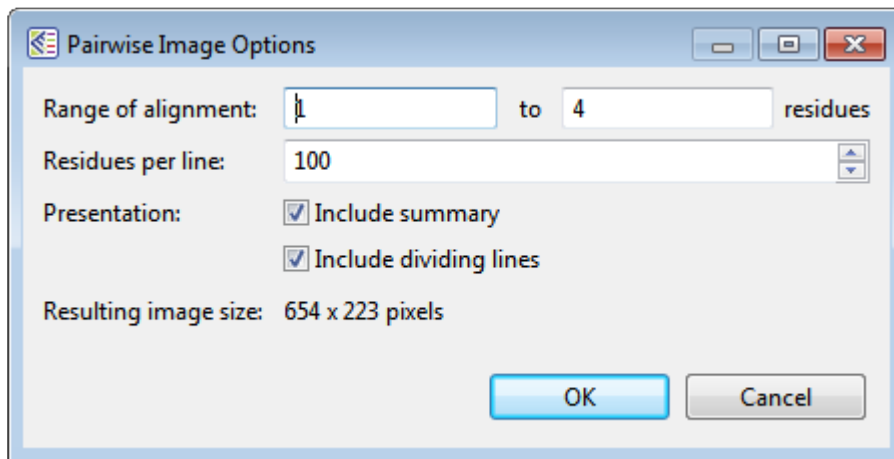 Pairwise Image Options
Range of alignment: 1 to 4 residues
Residues per line: 100
Presentation: Include summary
Include dividing lines
Resulting image size: 654 x 223 pixels
OK Cancel